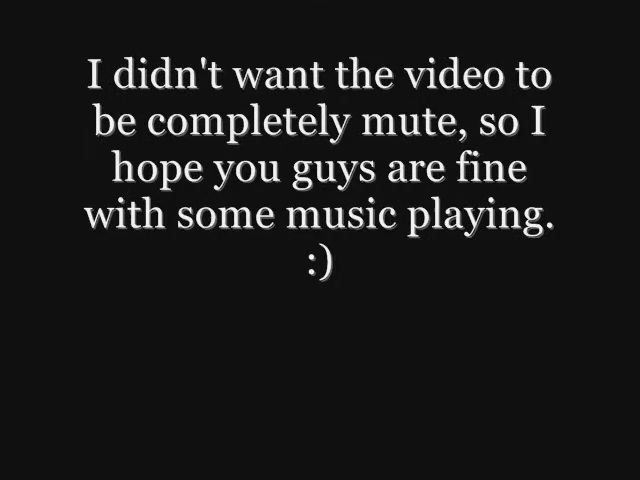 I didn't want the video to
be completely mute, so I
hope you guys are fine
with some music playing.
:)